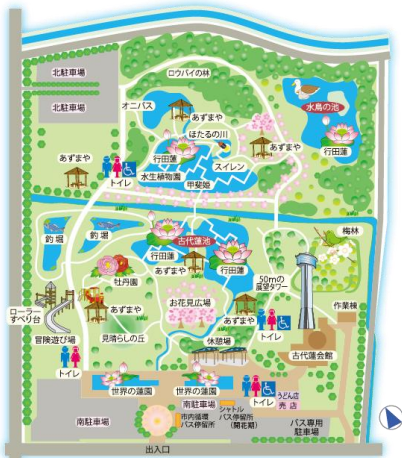 北駐車場
北駐車場
ロウバイの林
オニバス
あずまや
水鳥の池
行田蓮
ほたるの川
あずまや
あずまや
トイレ
行田蓮
スイレン
水生植物園
甲斐姫
梅林
釣堀
釣堀
古代蓮池
行田蓮
あずまや
行田蓮
牡丹園
50mの
展望タワー
ローラー
すべり台
あずまや
お花見広場
あずまや
作業棟
冒険遊び場
見晴らしの丘
休憩場
トイレ
古代蓮会館
トイレ
世界の蓮園
世界の蓮園
トイレ
うどん店
売店
南駐車場
南駐車場
市内循環
バス停留所
シャトル
バス停留所
(開花期)
バス専用
駐車場
出入口